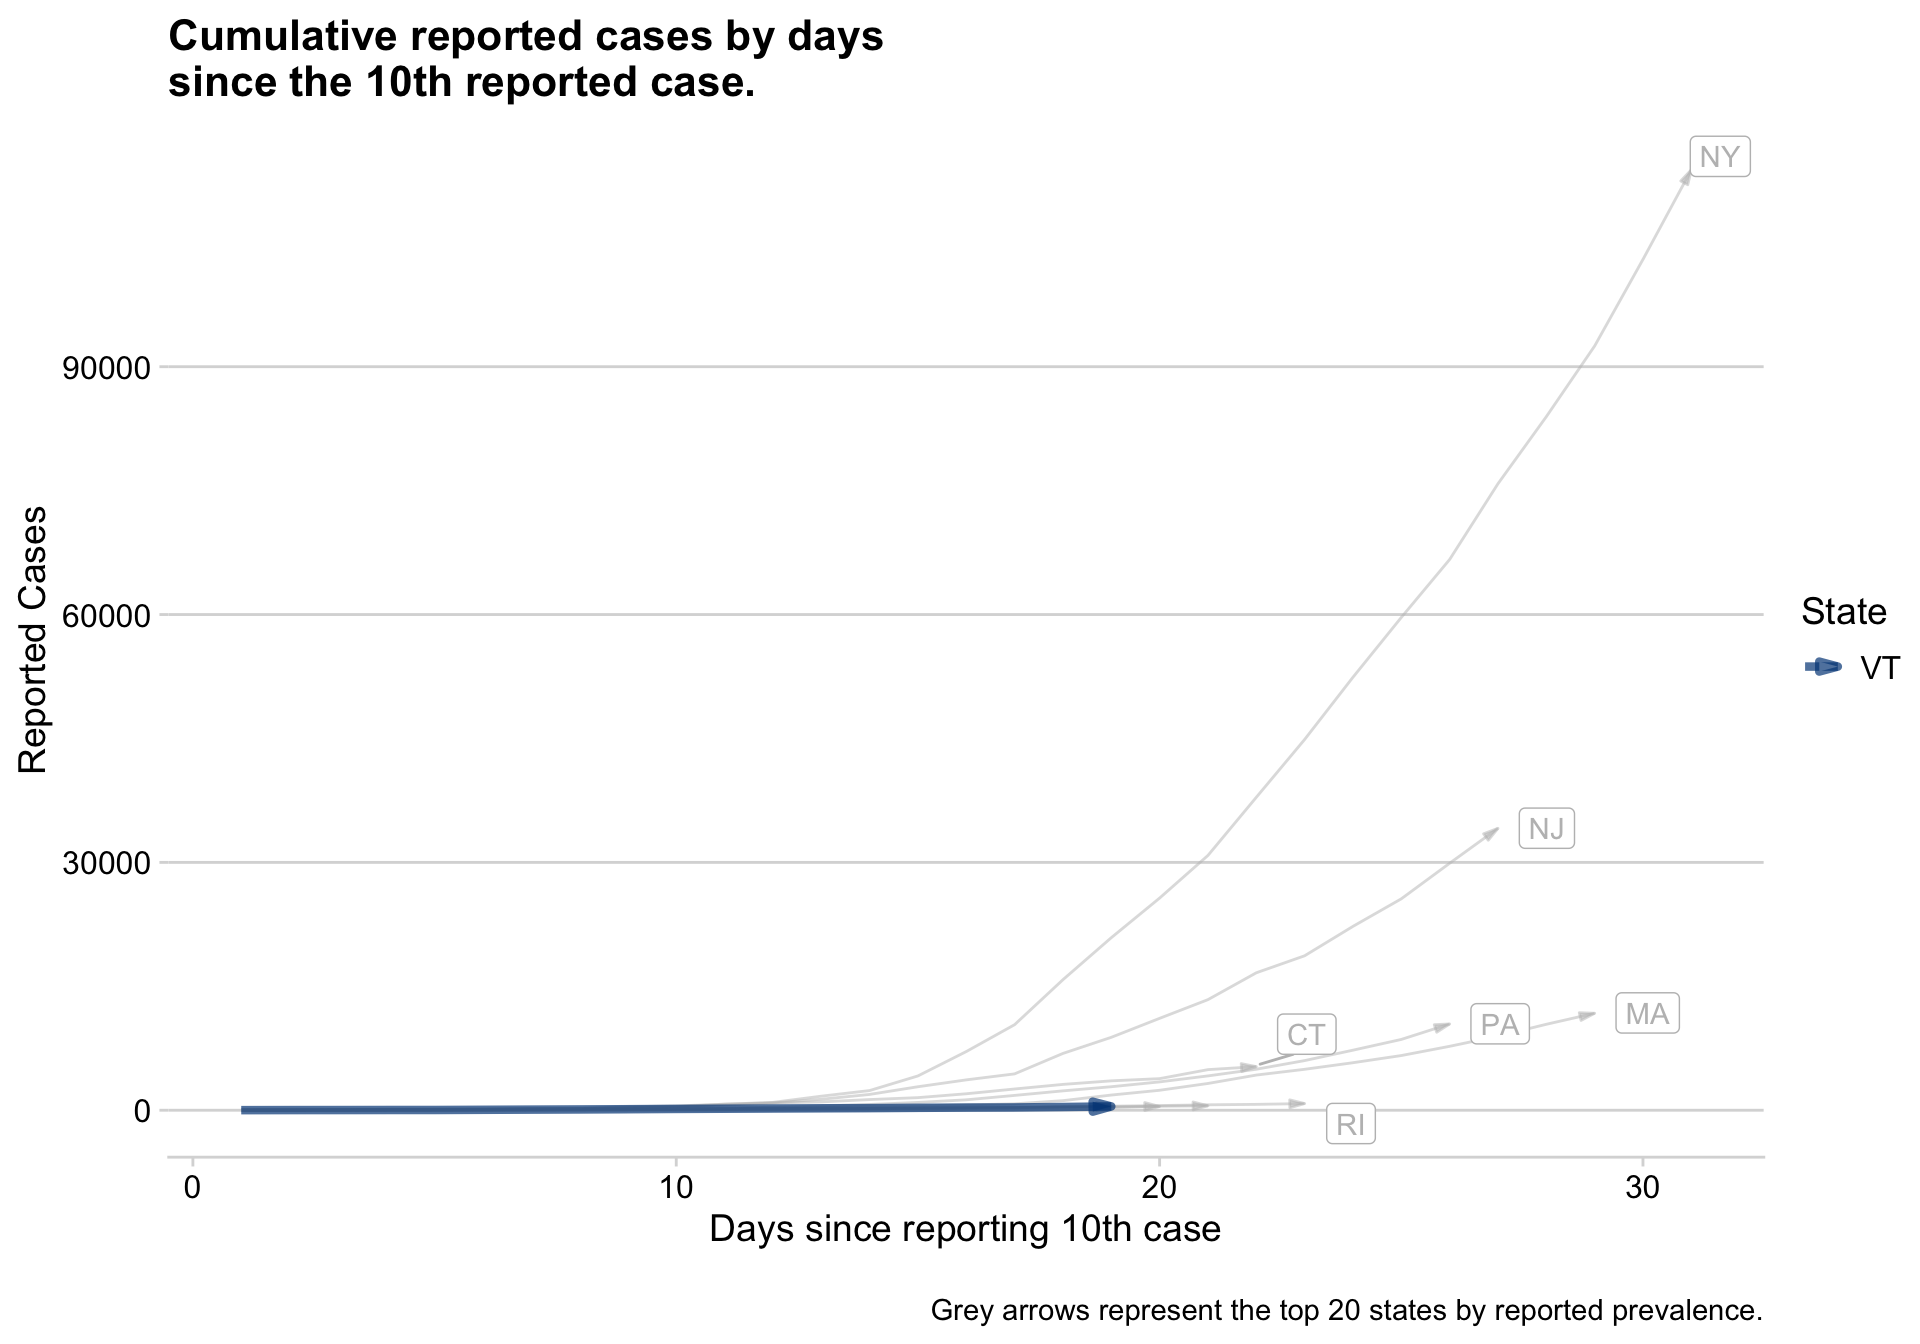 Cumulative reported cases by days
since the 10th reported case.
NY
90000
60000
30000
0
Reported Cases
NJ
CT
PA
MA
RI
State
VT
0
10
20
30
Days since reporting 10th case
Grey arrows represent the top 20 states by reported prevalence.